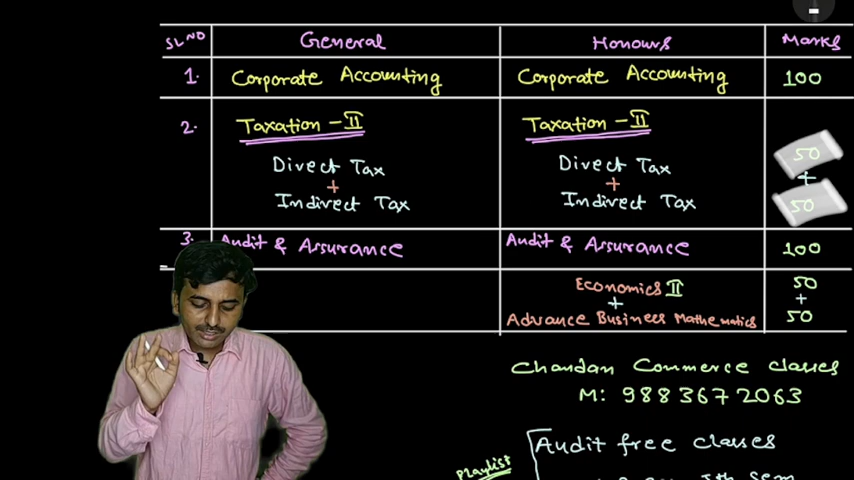 SL NO General Honours Marks
1. Corporate Accounting Corporate Accounting 100
2. Taxation - II Taxation - II
50
Direct Tax Direct Tax
+ + +
Indirect Tax Indirect Tax 50
3. Audit & Assurance Audit & Assurance 100
Economics II 50
+ +
Advance Business Mathematics 50
Chandan Commerce classes
M: 9883672063
Audit free classes
Playlist
5th sem